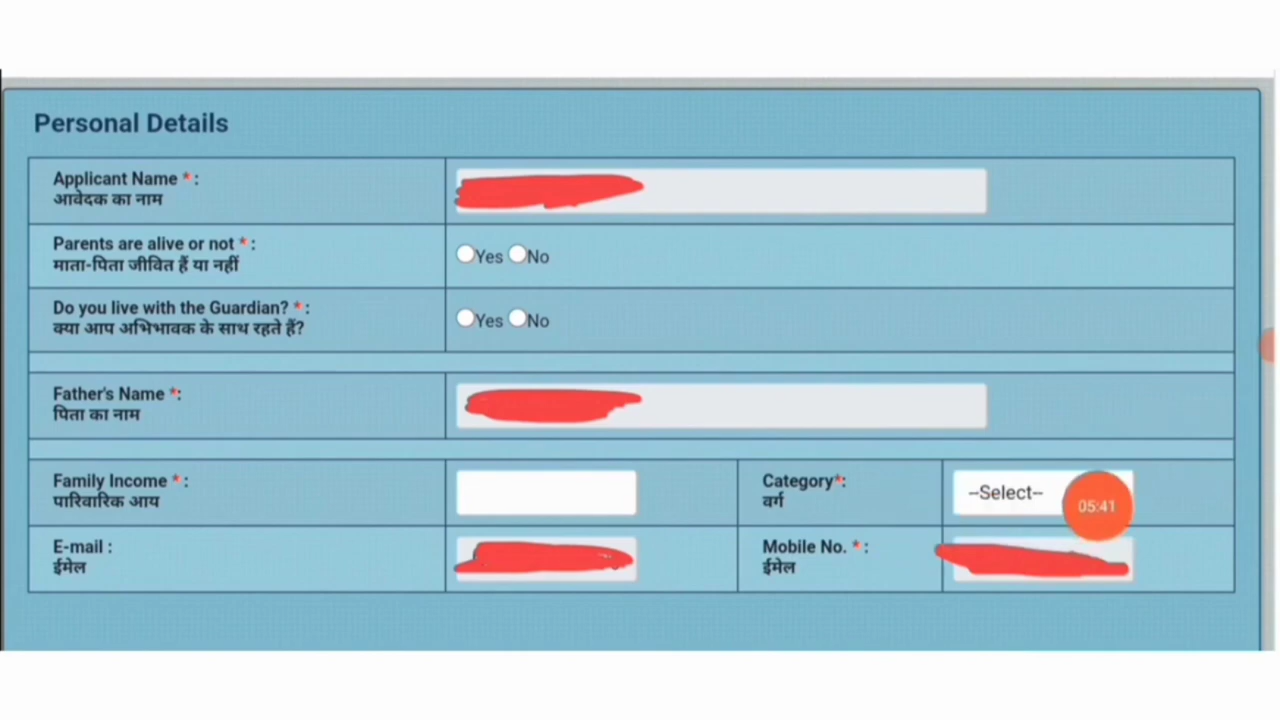 Personal Details
Applicant Name * :
आवेदक का नाम
Parents are alive or not * :
माता-पिता जीवित हैं या नहीं
Yes No
Do you live with the Guardian? * :
क्या आप अभिभावक के साथ रहते हैं?
Yes No
Father's Name *:
पिता का नाम
Family Income * :
पारिवारिक आय
Category*:
वर्ग
--Select--
05:41
E-mail :
ईमेल
Mobile No. * :
ईमेल